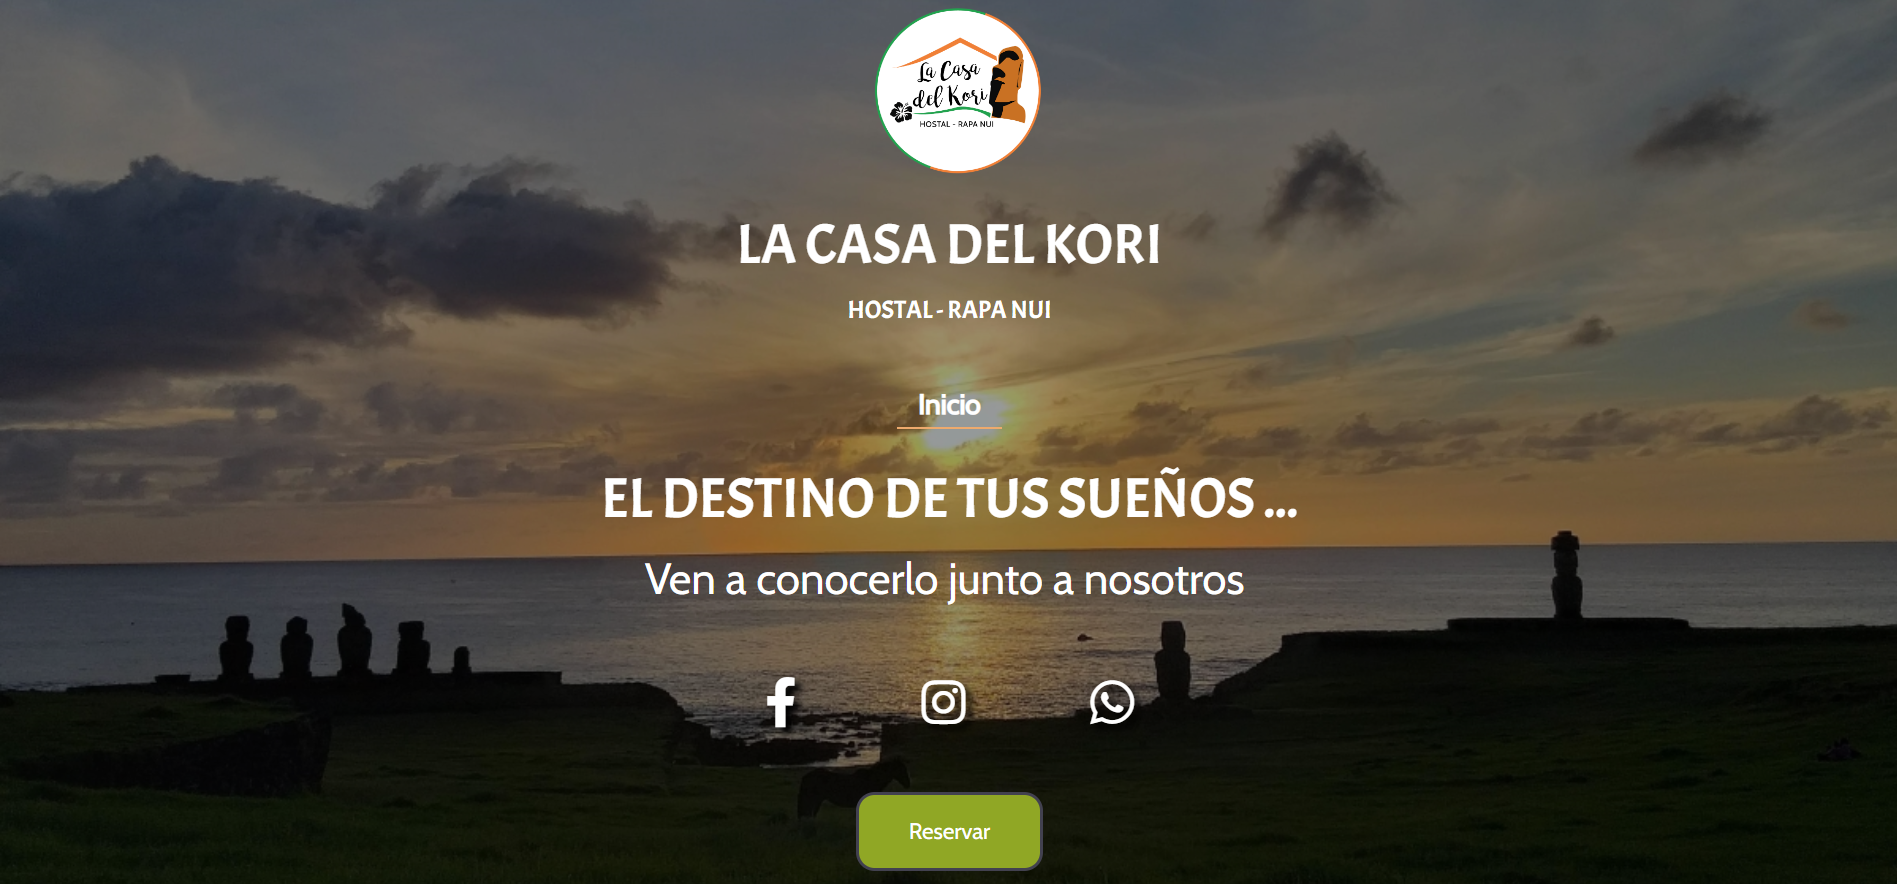 La Casa
del Kori
HOSTAL - RAPA NUI
LA CASA DEL KORI
HOSTAL - RAPA NUI
Inicio
EL DESTINO DE TUS SUEÑOS ...
Ven a conocerlo junto a nosotros
Reservar